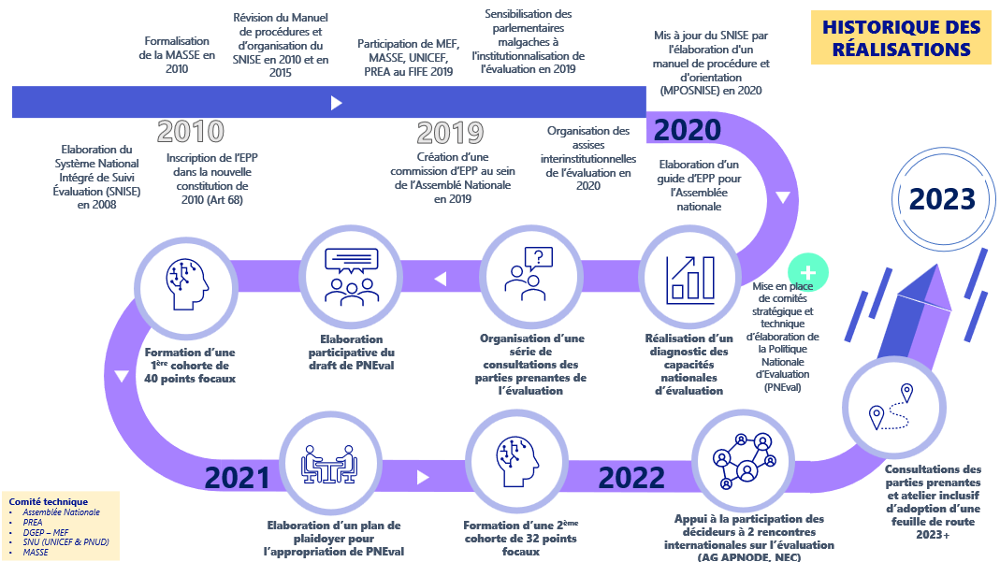 HISTORIQUE DES
RÉALISATIONS
Formalisation
de la MASSE en
2010
Révision du Manuel
de procédures et
d'organisation du
SNISE en 2010 et en
2015
Participation de MEF,
MASSE, UNICEF,
PREA au FIFE 2019
Sensibilisation des
parlementaires
malgaches à
l'institutionnalisation de
l'évaluation en 2019
Mis à jour du SNISE par
l'élaboration d'un
manuel de procédure et
d'orientation
(MPOSNISE) en 2020
2010
2019
2020
Elaboration du
Système National
Intégré de Suivi
Évaluation (SNISE)
en 2008
Inscription de l'EPP
dans la nouvelle
constitution de
2010 (Art 68)
Création d'une
commission d'EPP au sein
de l'Assemblé Nationale
en 2019
Organisation des
assises
interinstitutionnelles
de l'évaluation en
2020
Elaboration d'un
guide d'EPP pour
l'Assemblée
nationale
2023
+
Mise en place
de comités
stratégique et
technique
d'élaboration de
la Politique
Nationale
d'Evaluation
(PNEval)
Réalisation d'un
diagnostic des
capacités
nationales
d'évaluation
?
Organisation d'une
série de
consultations des
parties prenantes de
l'évaluation
Elaboration
participative du
draft de PNEval
Formation d'une
1ère cohorte de
40 points focaux
2021
Elaboration d'un plan de
plaidoyer pour
l'appropriation de PNEval
Formation d'une 2ème
cohorte de 32 points
focaux
2022
Appui à la participation des
décideurs à 2 rencontres
internationales sur l'évaluation
(AG APNODE, NEC)
Consultations des
parties prenantes
et atelier inclusif
d'adoption d'une
feuille de route
2023+
Comité technique
• Assemblée Nationale
• PREA
• DGEP – MEF
• SNU (UNICEF & PNUD)
• MASSE